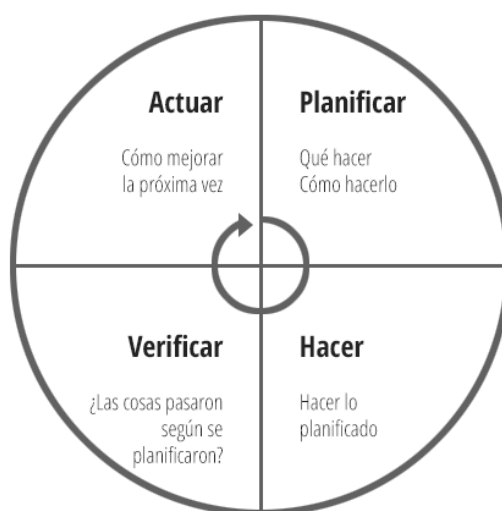 Actuar
Cómo mejorar
la próxima vez
Planificar
Qué hacer
Cómo hacerlo
Verificar
¿Las cosas pasaron
según se
planificaron?
Hacer
Hacer lo
planificado